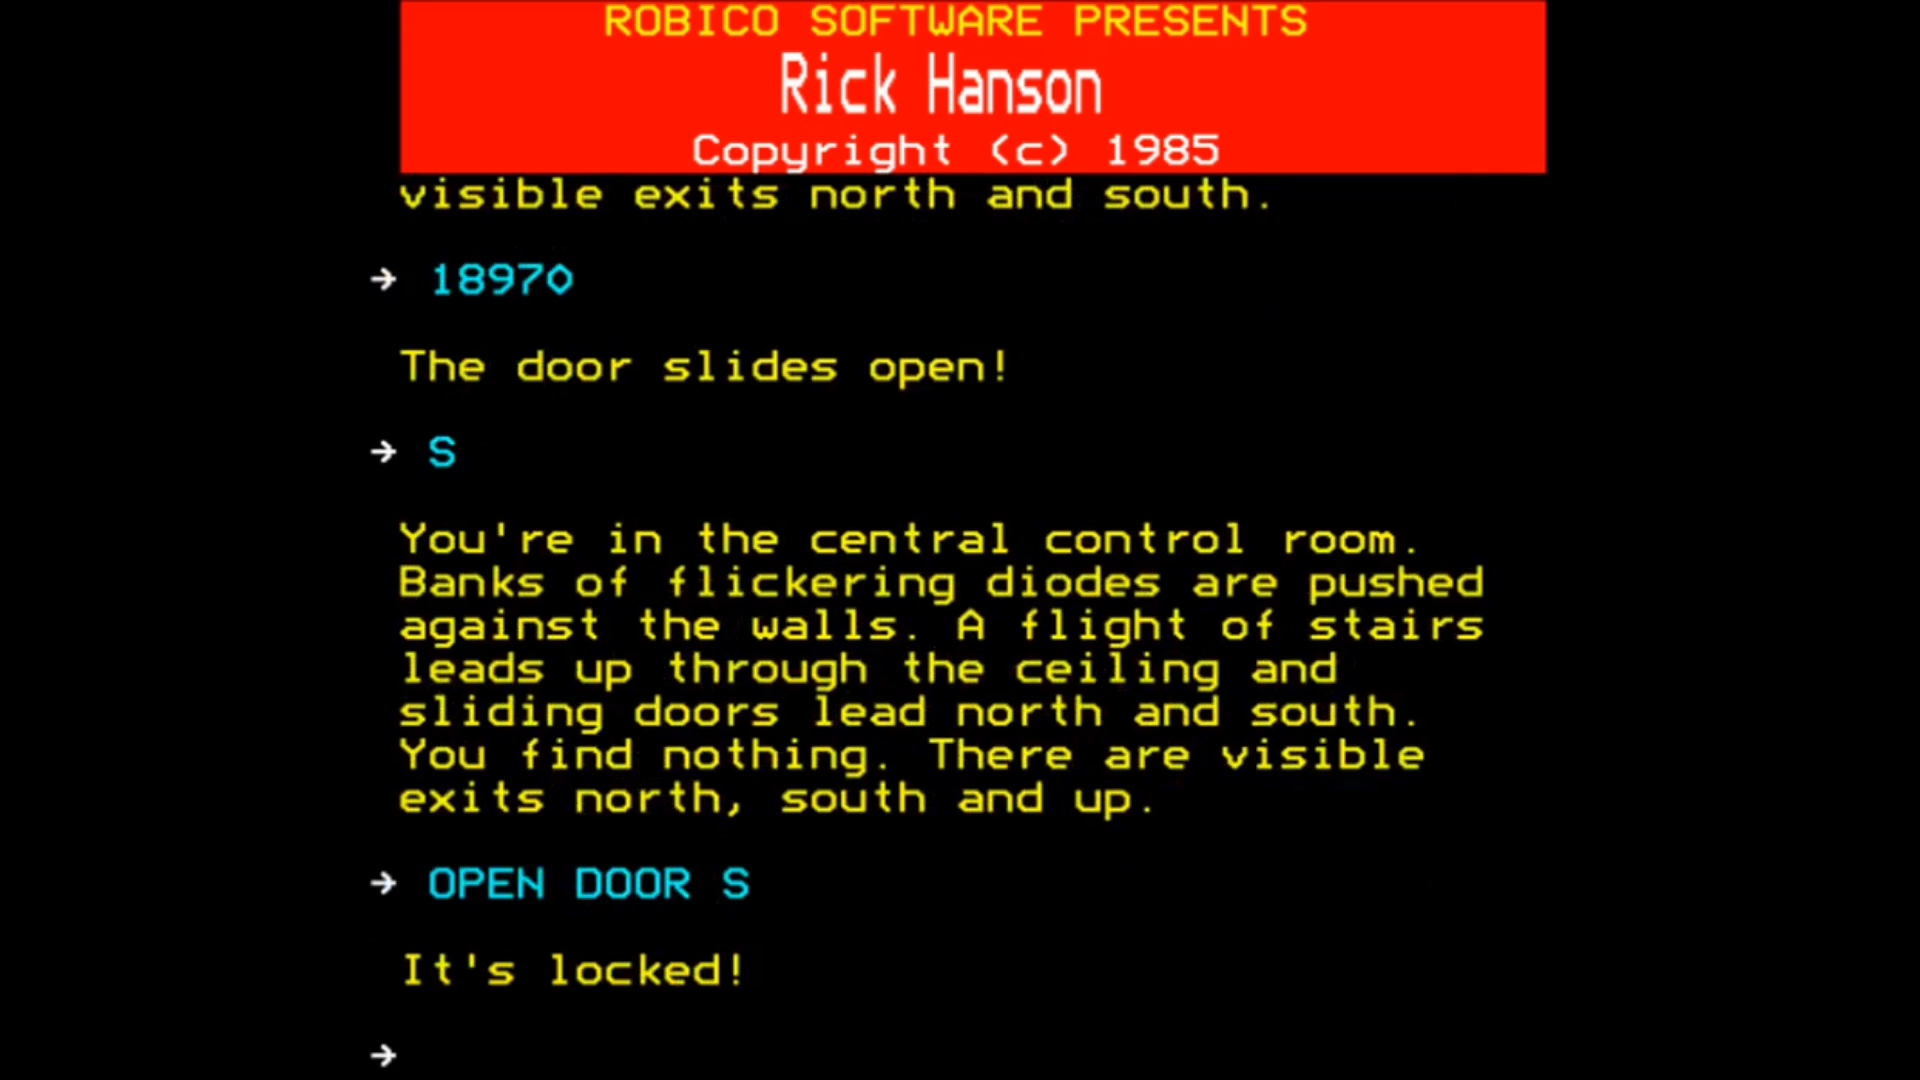 ROBICO SOFTWARE PRESENTS
Rick Hanson
Copyright (c) 1985
visible exits north and south.
→ 18970
The door slides open!
→ S
You're in the central control room.
Banks of flickering diodes are pushed
against the walls. A flight of stairs
leads up through the ceiling and
sliding doors lead north and south.
You find nothing. There are visible
exits north, south and up.
→ OPEN DOOR S
It's locked!
→